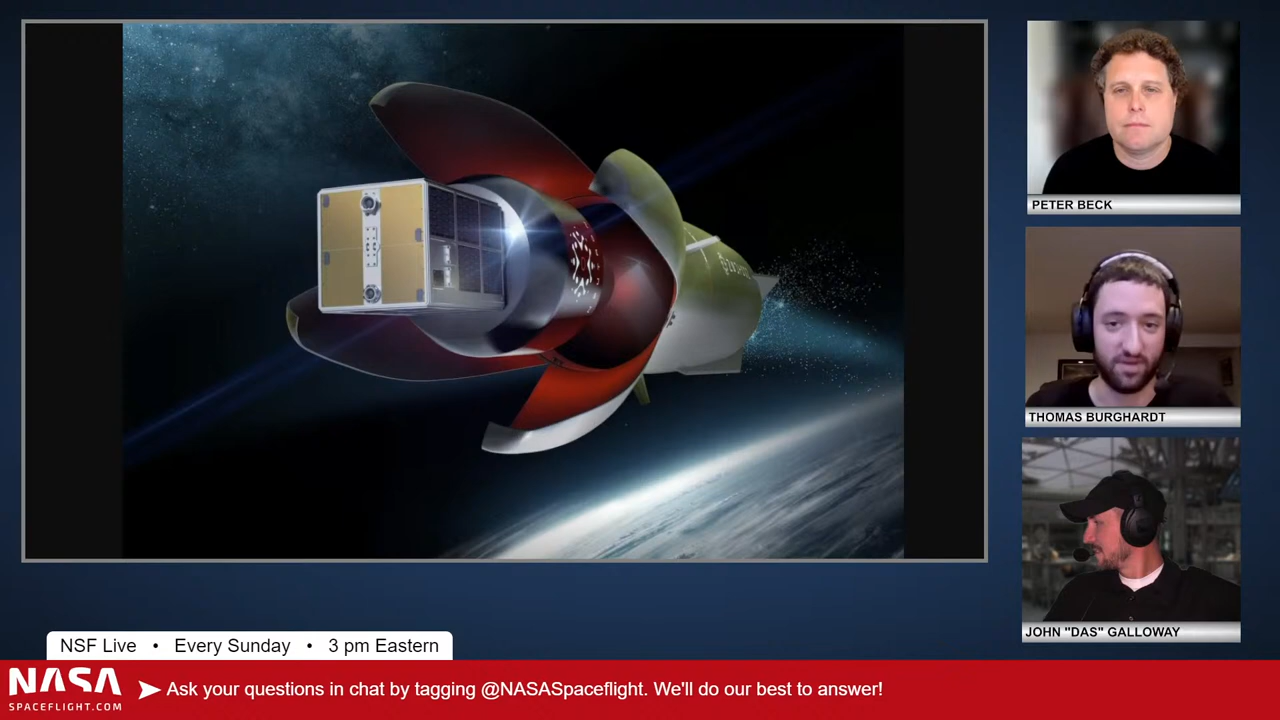 PETER BECK
THOMAS BURGHARDT
JOHN "DAS" GALLOWAY
NSF Live • Every Sunday • 3 pm Eastern
NASA
SPACEFLIGHT.COM
Ask your questions in chat by tagging @NASASpaceflight. We'll do our best to answer!